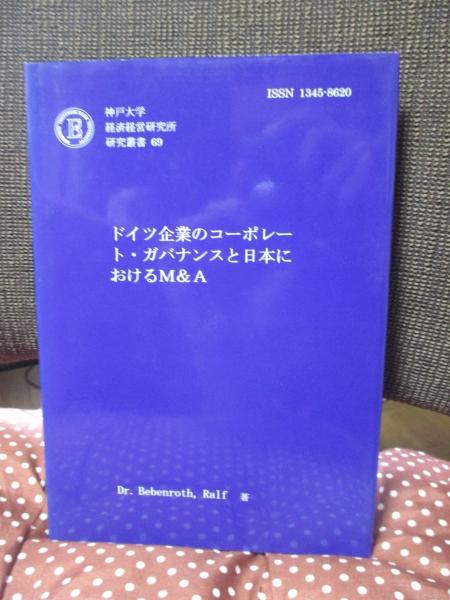 ISSN 1345-8620
神戸大学
経済経営研究所
研究叢書 69
ドイツ企業のコーポレー
ト・ガバナンスと日本に
おけるM&A
Dr. Bebenroth, Ralf 著